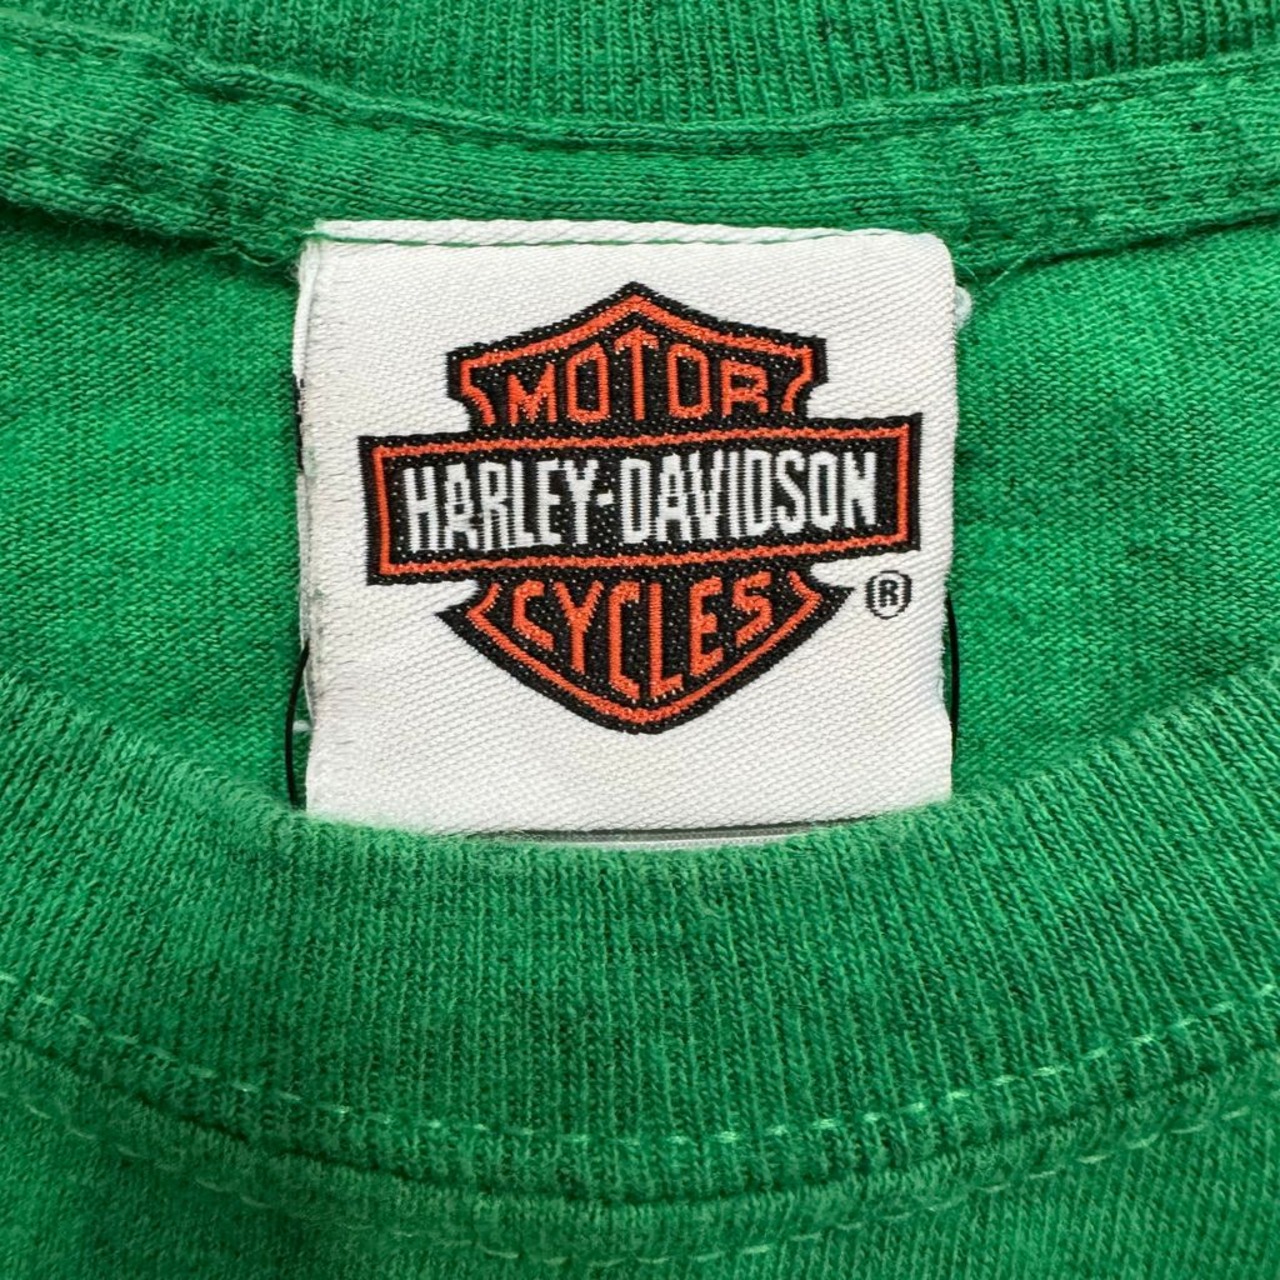 MOTOR
HARLEY-DAVIDSON
CYCLES
®